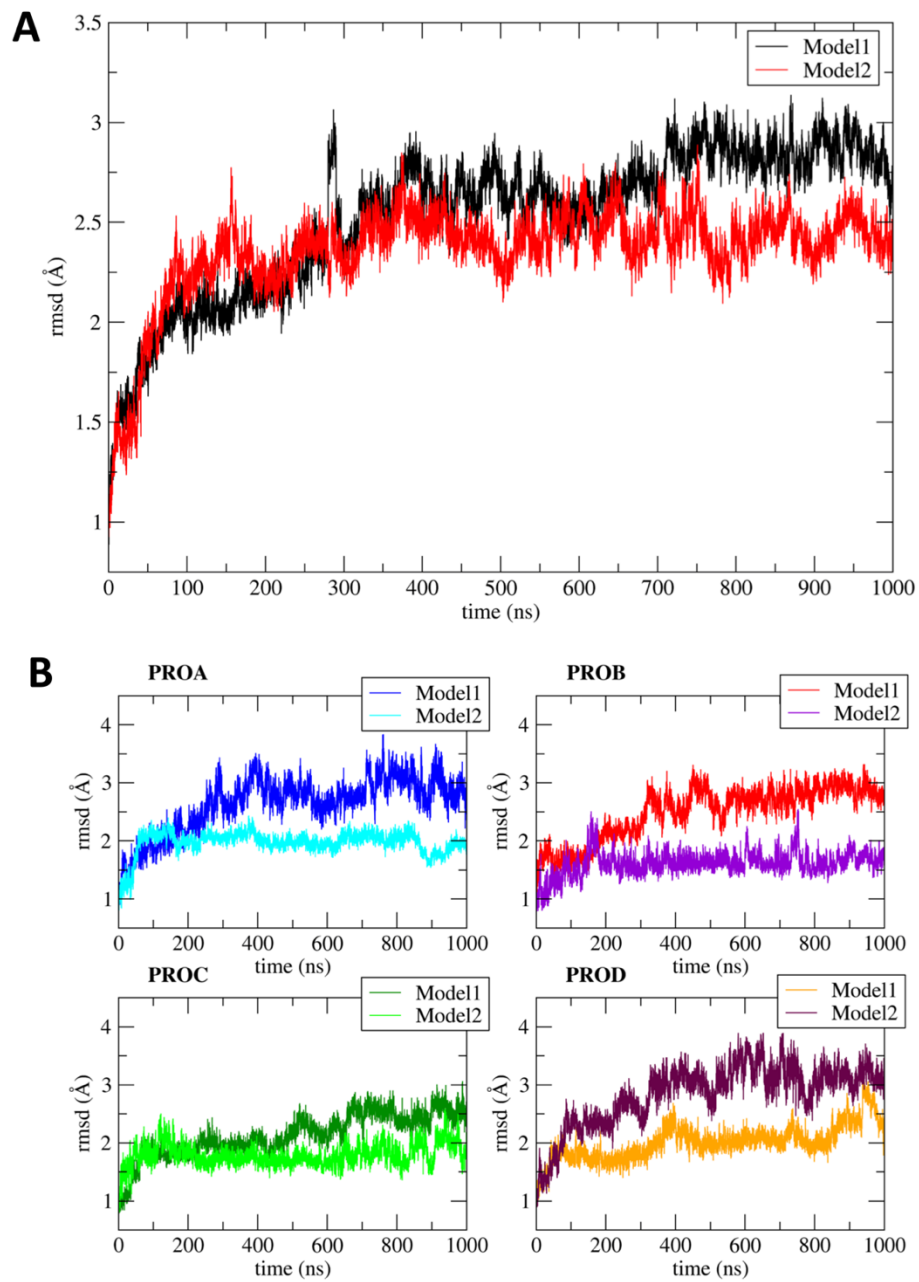 A
3.5
Model1
Model2
3
2.5
2
1.5
1
rmsd (Å)
0 100 200 300 400 500 600 700 800 900 1000
time (ns)
B
PROA
Model1
Model2
4
3
2
1
rmsd (Å)
0 200 400 600 800 1000
time (ns)
PROB
Model1
Model2
4
3
2
1
rmsd (Å)
0 200 400 600 800 1000
time (ns)
PROC
Model1
Model2
4
3
2
1
rmsd (Å)
0 200 400 600 800 1000
time (ns)
PROD
Model1
Model2
4
3
2
1
rmsd (Å)
0 200 400 600 800 1000
time (ns)